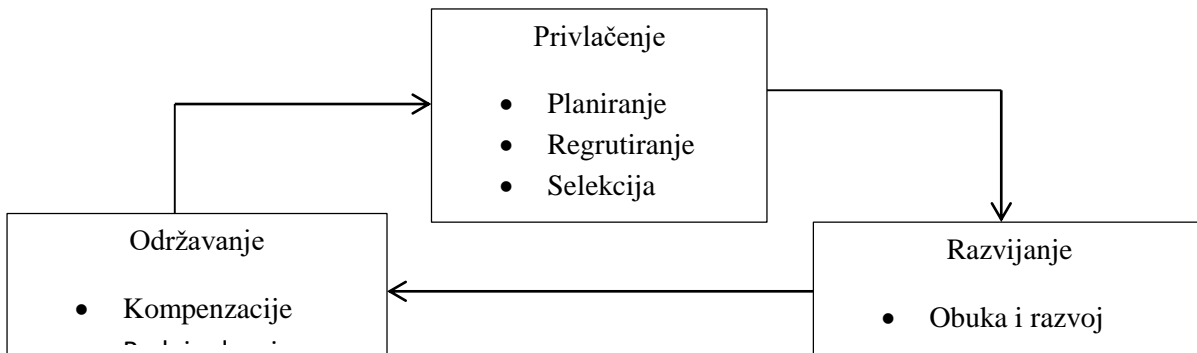 Privlačenje
• Planiranje
• Regrutiranje
• Selekcija
Održavanje
• Kompenzacije
Razvijanje
• Obuka i razvoj